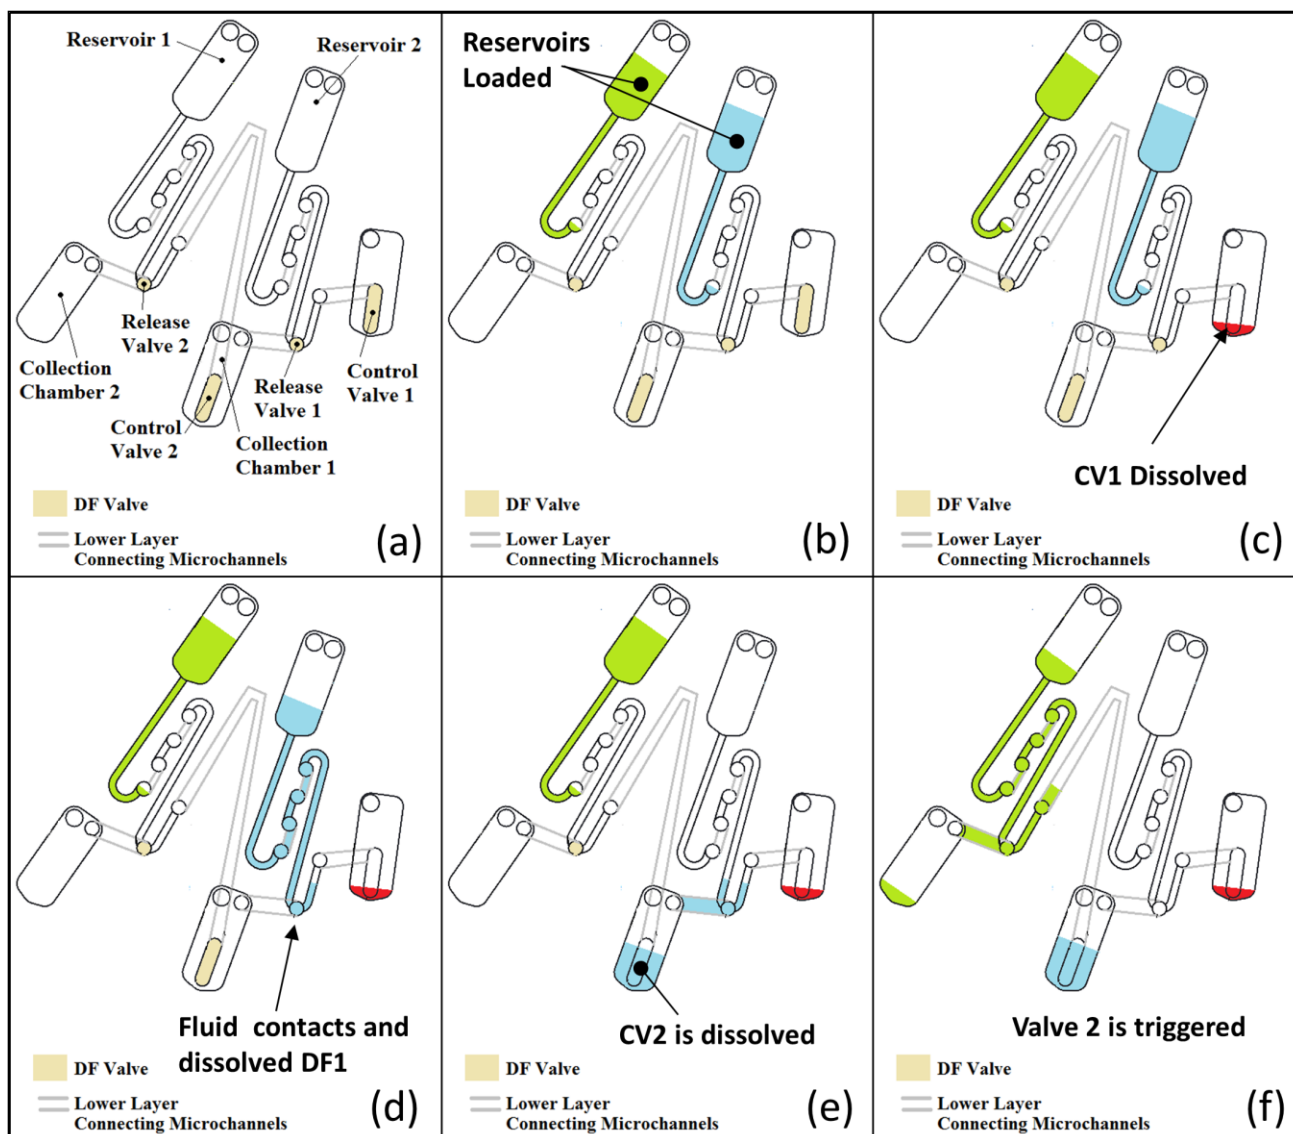 Reservoir 1
Reservoir 2
Release
Valve 2
Collection
Chamber 2
Release
Valve 1
Control
Valve 1
Control
Valve 2
Collection
Chamber 1
DF Valve
Lower Layer
Connecting Microchannels
(a)
Reservoirs
Loaded
DF Valve
Lower Layer
Connecting Microchannels
(b)
CV1 Dissolved
DF Valve
Lower Layer
Connecting Microchannels
(c)
Fluid contacts and
dissolved DF1
DF Valve
Lower Layer
Connecting Microchannels
(d)
CV2 is dissolved
DF Valve
Lower Layer
Connecting Microchannels
(e)
Valve 2 is triggered
DF Valve
Lower Layer
Connecting Microchannels
(f)